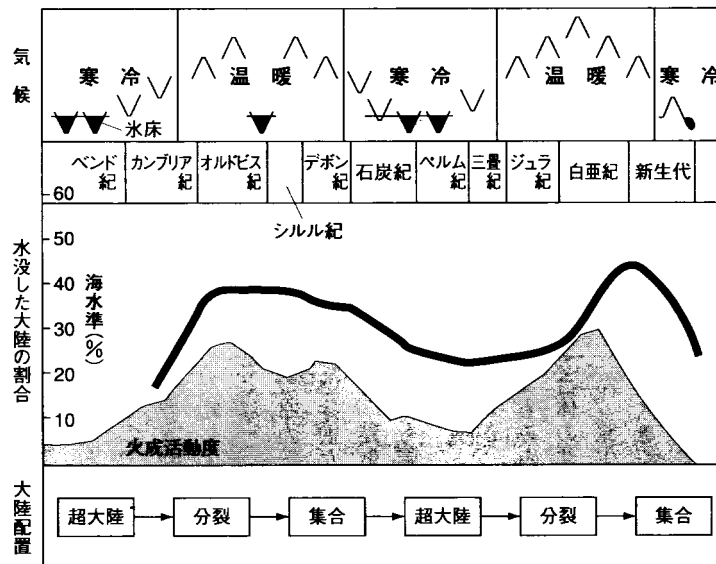 気候
寒冷
温暖
寒冷
温暖
寒冷
氷床
ベンド紀
カンブリア紀
オルドビス紀
デボン紀
石炭紀
ペルム紀
三畳紀
ジュラ紀
白亜紀
新生代
シルル紀
水没した大陸の割合
60
50
40
30
20
10
海水準(%)
火成活動度
大陸配置
超大陸
分裂
集合
超大陸
分裂
集合